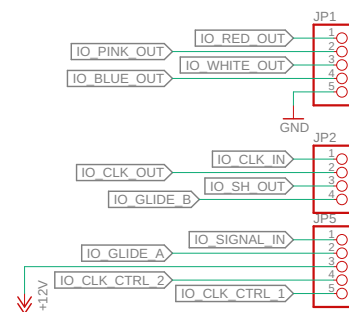 JP1
IO_RED_OUT 1
IO_PINK_OUT 2
IO_WHITE_OUT 3
IO_BLUE_OUT 4
5
GND
JP2
IO_CLK_IN 1
IO_CLK_OUT 2
IO_SH_OUT 3
IO_GLIDE_B 4
JP5
IO_SIGNAL_IN 1
IO_GLIDE_A 2
3
IO_CLK_CTRL_2 4
IO_CLK_CTRL_1 5
+12V